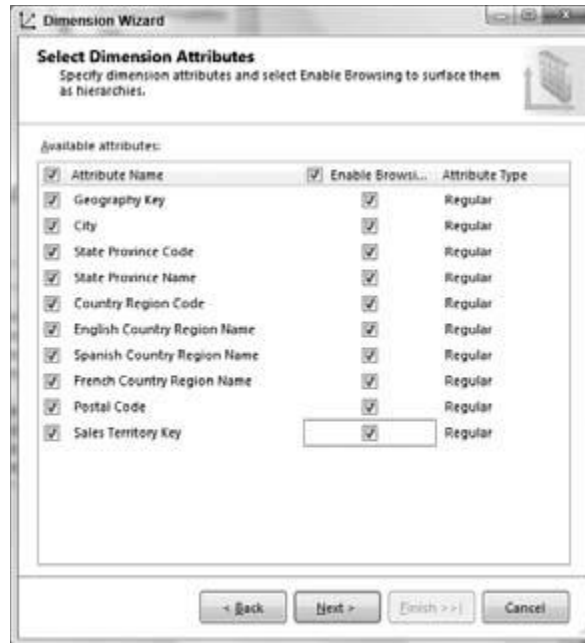 Dimension Wizard
Select Dimension Attributes
Specify dimension attributes and select Enable Browsing to surface them
as hierarchies.
Available attributes:
Attribute Name Enable Browsi... Attribute Type
Geography Key Regular
City Regular
State Province Code Regular
State Province Name Regular
Country Region Code Regular
English Country Region Name Regular
Spanish Country Region Name Regular
French Country Region Name Regular
Postal Code Regular
Sales Territory Key Regular
< Back Next > Finish >>| Cancel